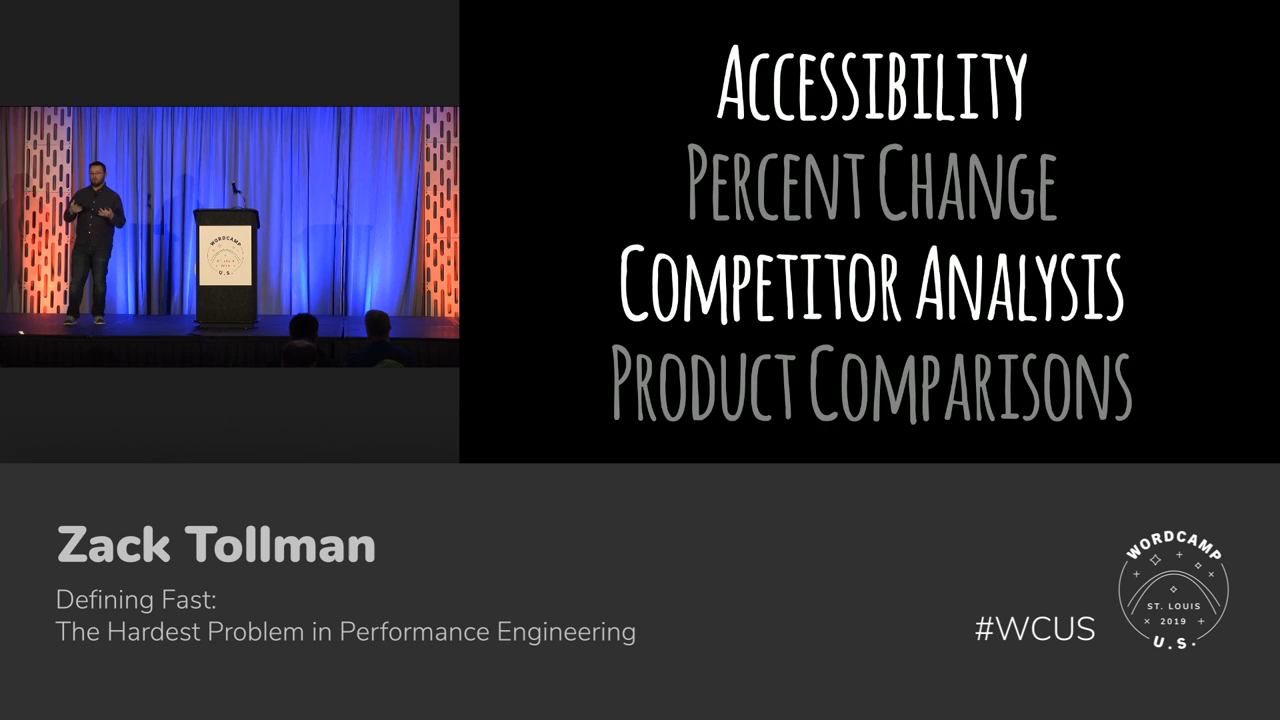 ACCESSIBILITY
PERCENT CHANGE
COMPETITOR ANALYSIS
PRODUCT COMPARISONS
WORDCAMP
U.S.
Zack Tollman
Defining Fast:
The Hardest Problem in Performance Engineering
#WCUS
WORDCAMP
ST. LOUIS
2019
U.S.